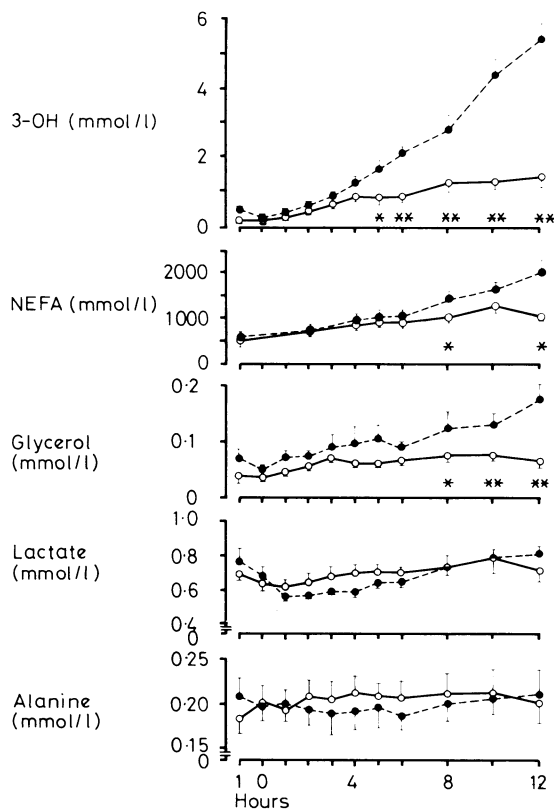 6
4
3-OH (mmol/l)
2
0
* ** ** ** **
2000
NEFA (mmol/l)
1000
0
* *
0·2
Glycerol
(mmol/l)
0·1
0
* ** **
1·0
Lactate
(mmol/l)
0·8
0·6
0·4
0
0·25
Alanine
(mmol/l)
0·20
0·15
0
1 0 4 8 12
Hours